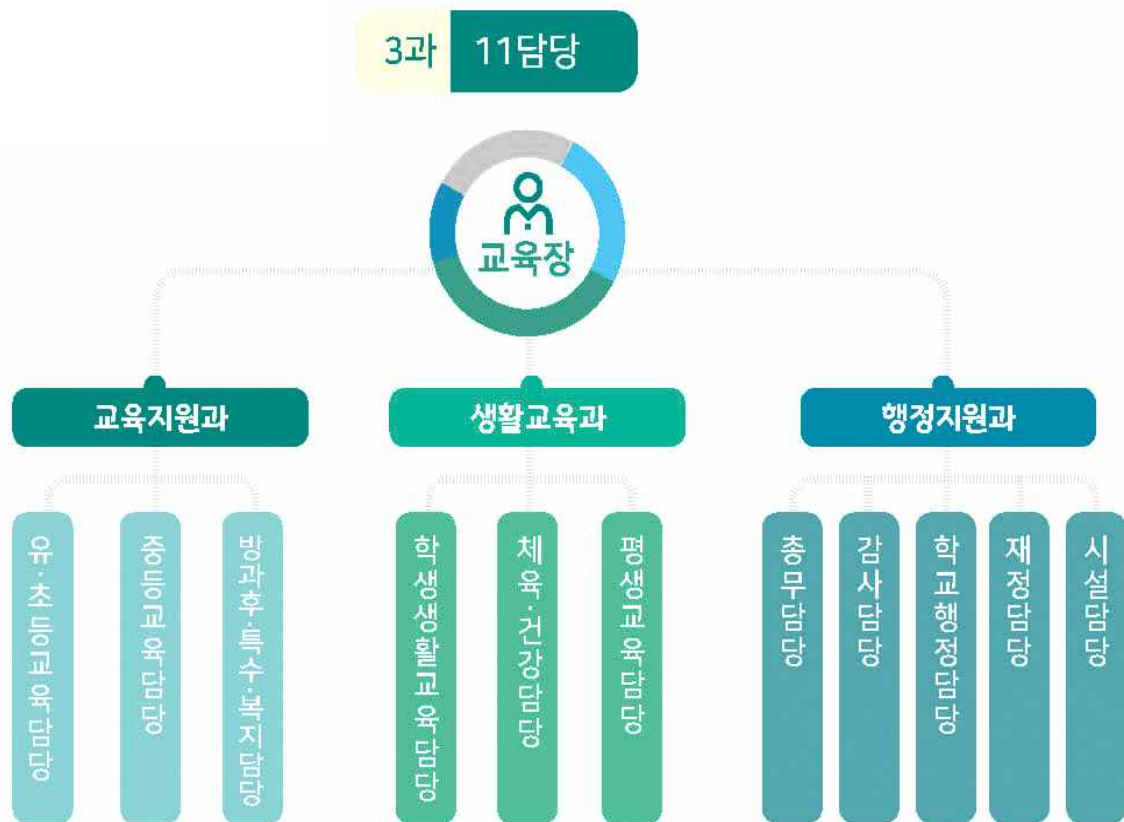 3과 11담당
교육장
교육지원과
생활교육과
행정지원과
유·초등교육담당
중등교육담당
방과후·특수·복지담당
학생생활교육담당
체육·건강담당
평생교육담당
총무담당
감사담당
학교행정담당
재정담당
시설담당